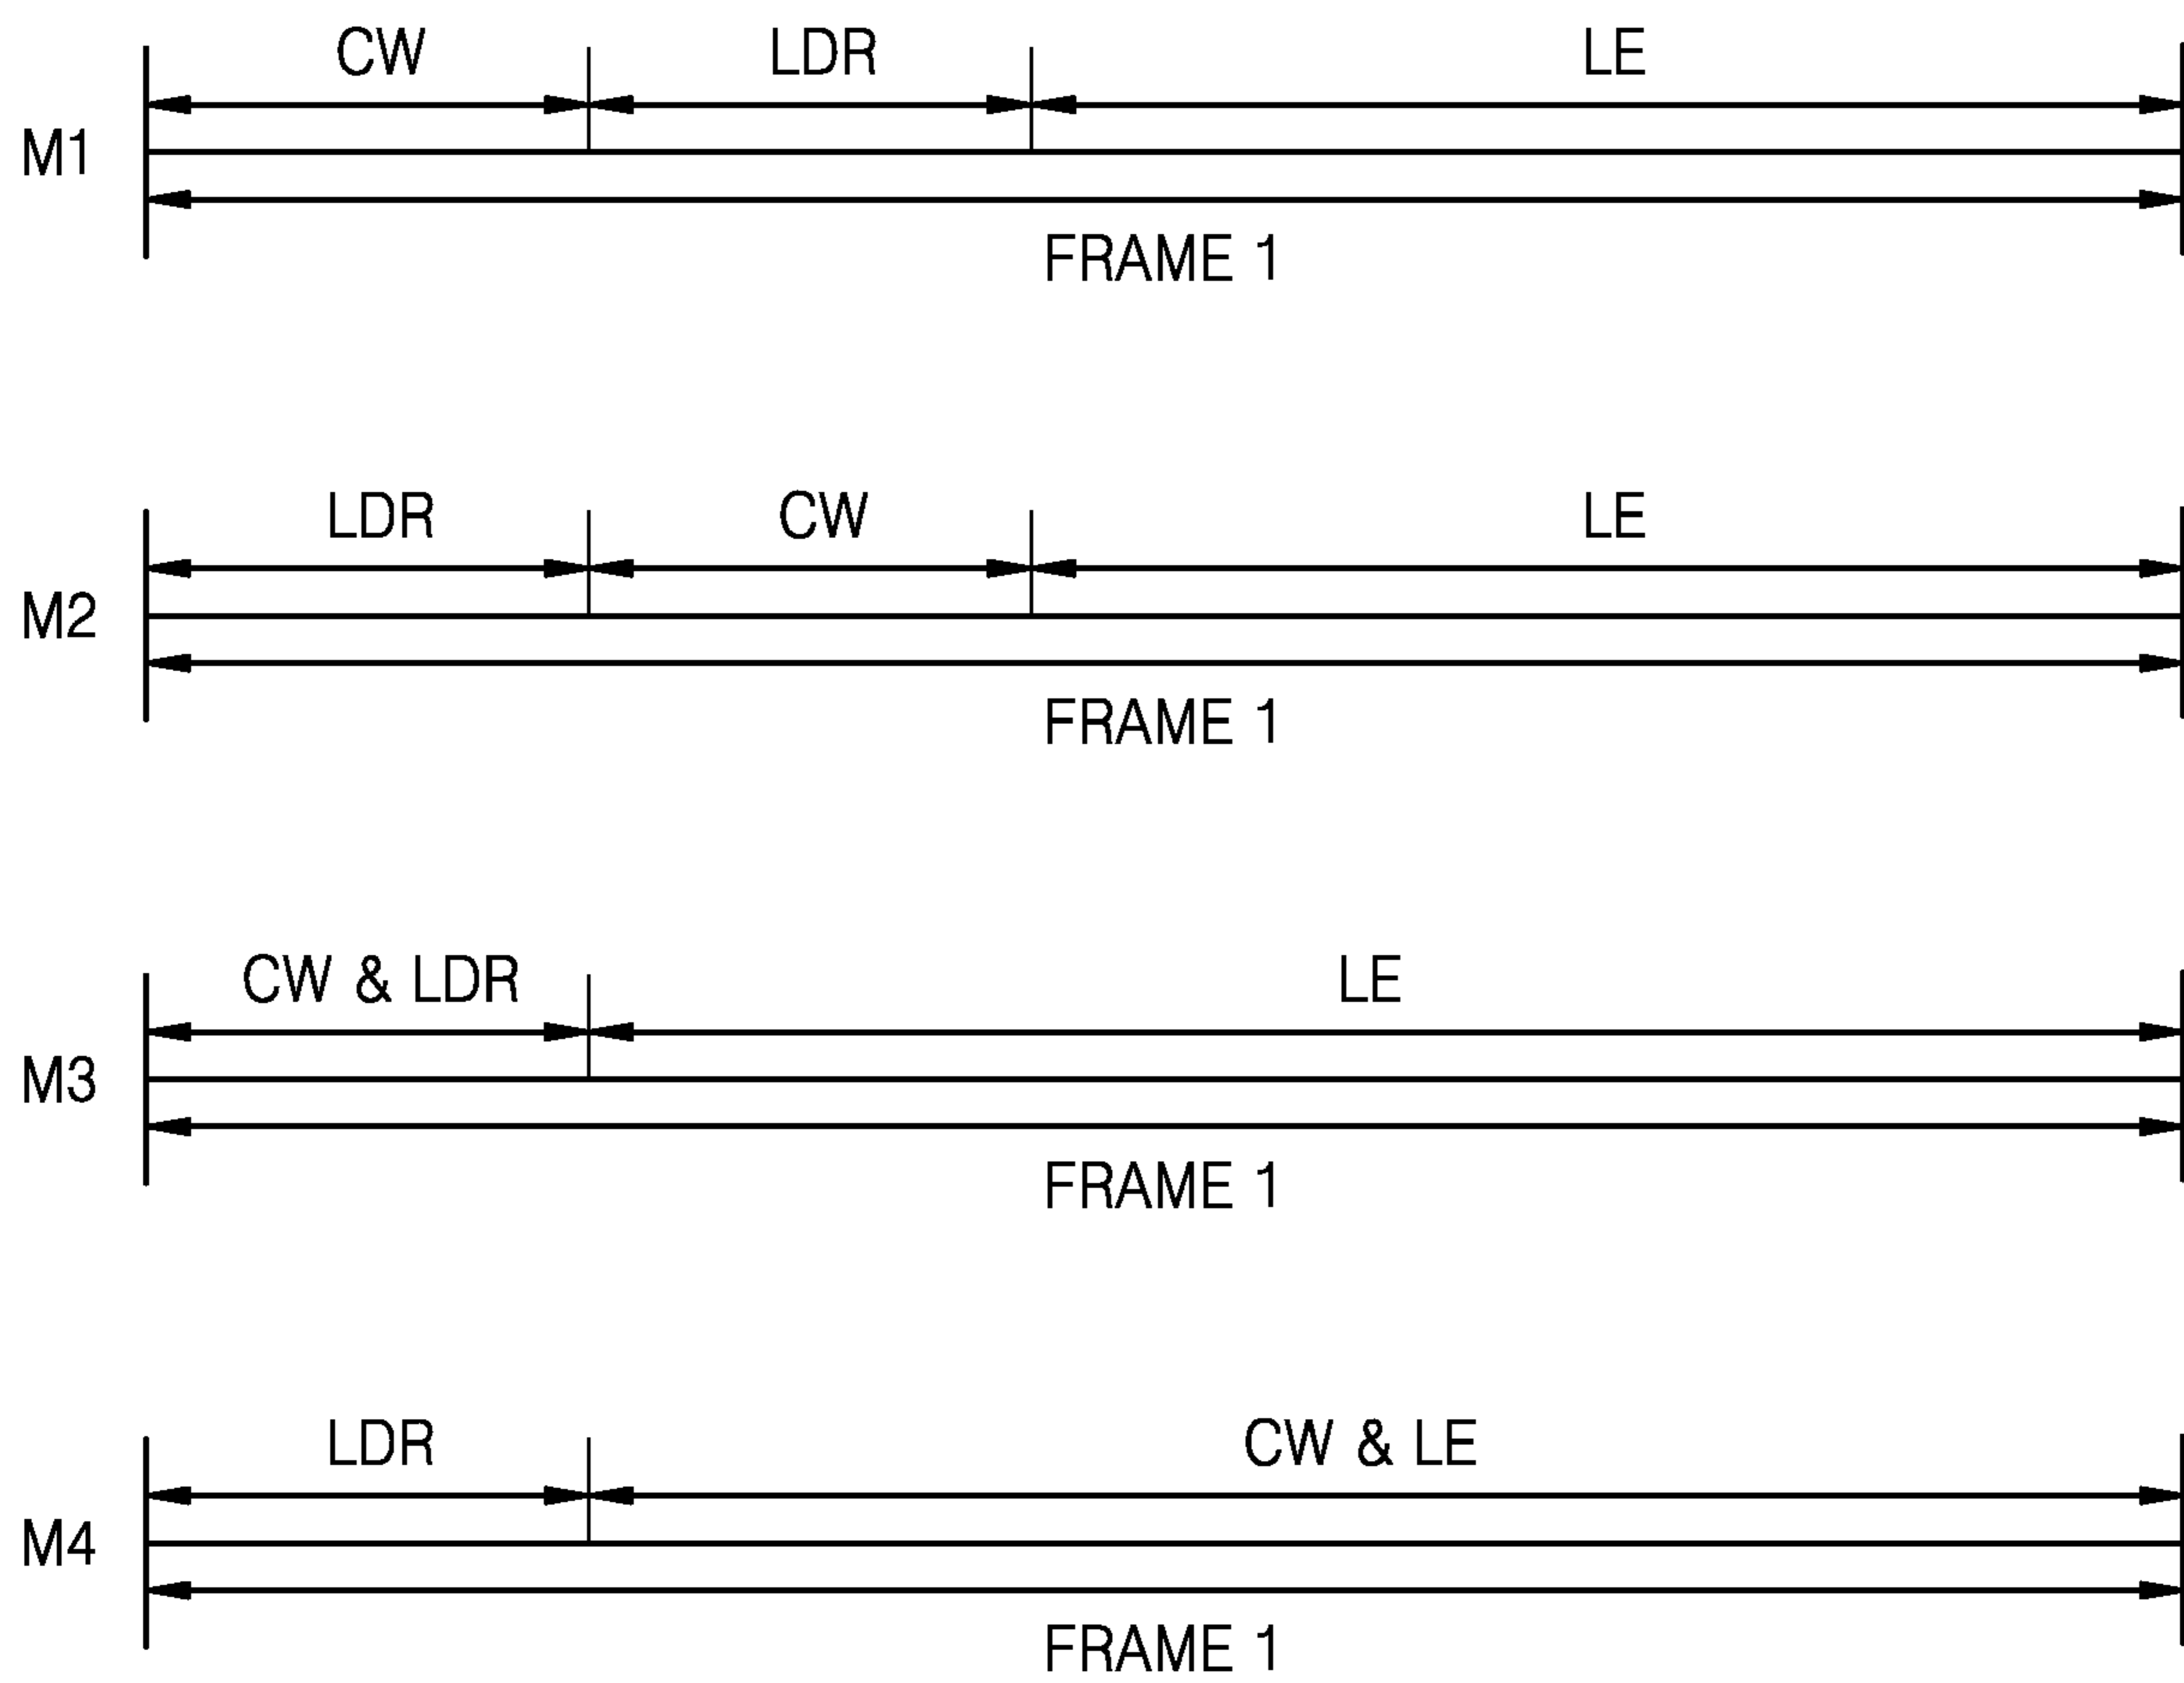 CW LDR LE
M1
FRAME 1
LDR CW LE
M2
FRAME 1
CW & LDR LE
M3
FRAME 1
LDR CW & LE
M4
FRAME 1